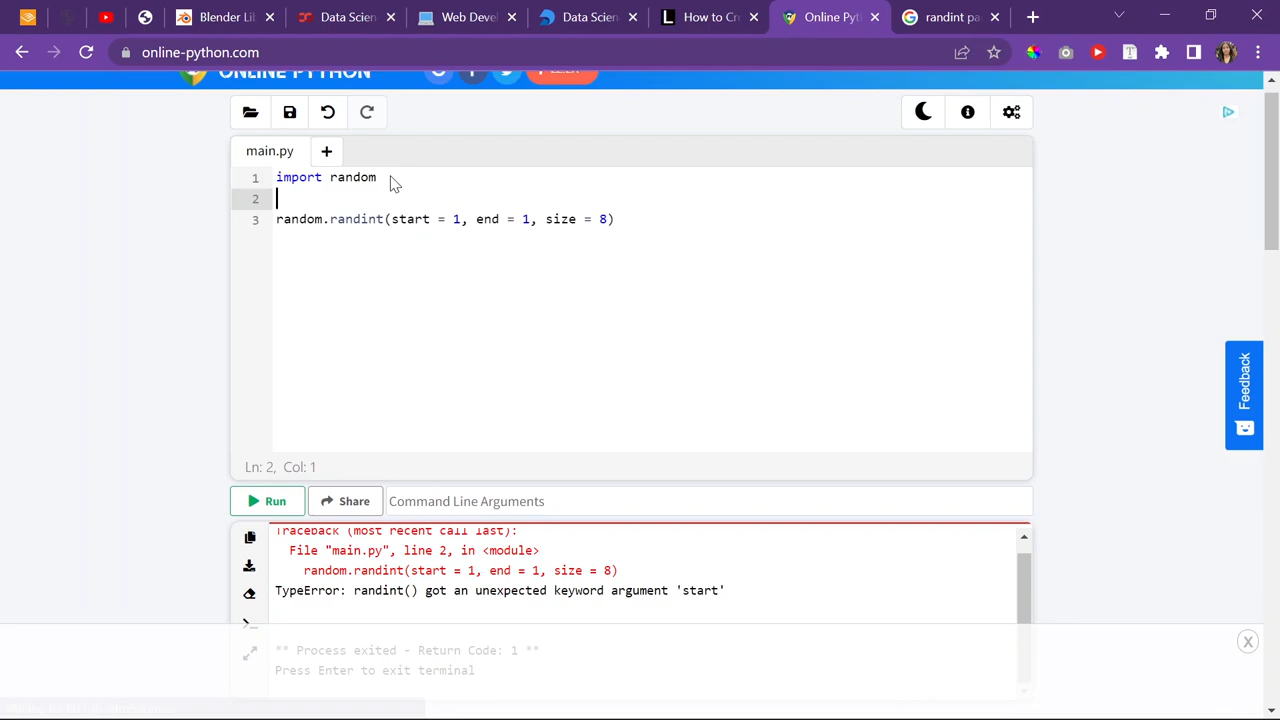 Blender Li
Data Scien
Web Devel
Data Scien
How to Cr
Online Pyt
randint pa
online-python.com
ONLINE PYTHON
main.py
1 import random
2
3 random.randint(start = 1, end = 1, size = 8)
Ln: 2, Col: 1
Run
Share
Command Line Arguments
Traceback (most recent call last):
File "main.py", line 2, in <module>
random.randint(start = 1, end = 1, size = 8)
TypeError: randint() got an unexpected keyword argument 'start'
** Process exited - Return Code: 1 **
Press Enter to exit terminal
Feedback
X